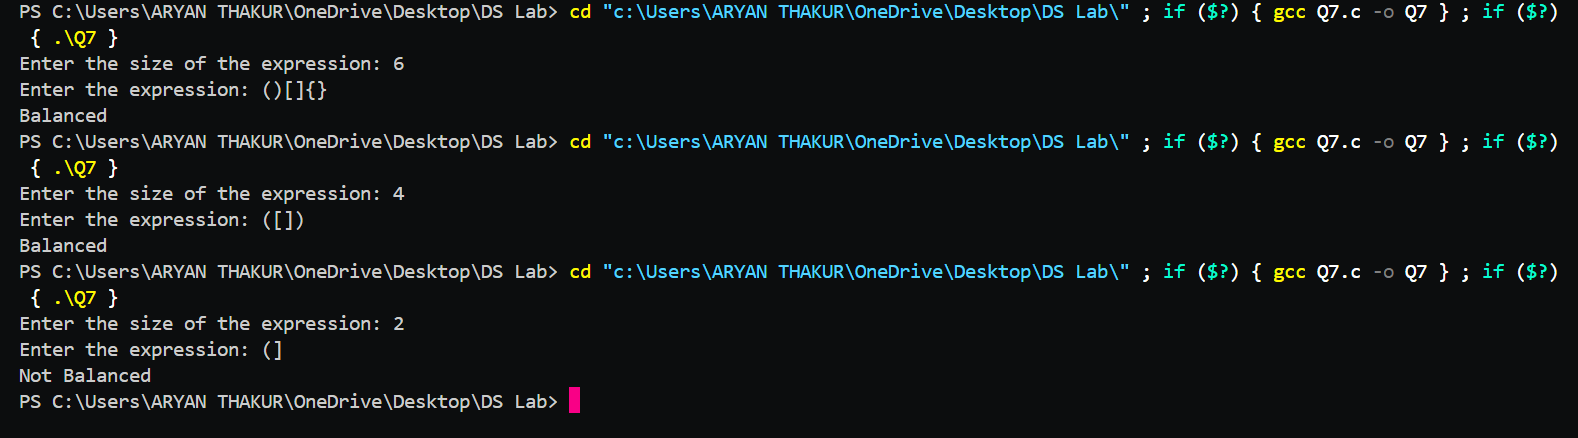 PS C:\Users\ARYAN THAKUR\OneDrive\Desktop\DS Lab> cd "c:\Users\ARYAN THAKUR\OneDrive\Desktop\DS Lab\" ; if ($?) { gcc Q7.c -o Q7 } ; if ($?)
{ .\Q7 }
Enter the size of the expression: 6
Enter the expression: ()[]{}
Balanced
PS C:\Users\ARYAN THAKUR\OneDrive\Desktop\DS Lab> cd "c:\Users\ARYAN THAKUR\OneDrive\Desktop\DS Lab\" ; if ($?) { gcc Q7.c -o Q7 } ; if ($?)
{ .\Q7 }
Enter the size of the expression: 4
Enter the expression: ([])
Balanced
PS C:\Users\ARYAN THAKUR\OneDrive\Desktop\DS Lab> cd "c:\Users\ARYAN THAKUR\OneDrive\Desktop\DS Lab\" ; if ($?) { gcc Q7.c -o Q7 } ; if ($?)
{ .\Q7 }
Enter the size of the expression: 2
Enter the expression: (]
Not Balanced
PS C:\Users\ARYAN THAKUR\OneDrive\Desktop\DS Lab>